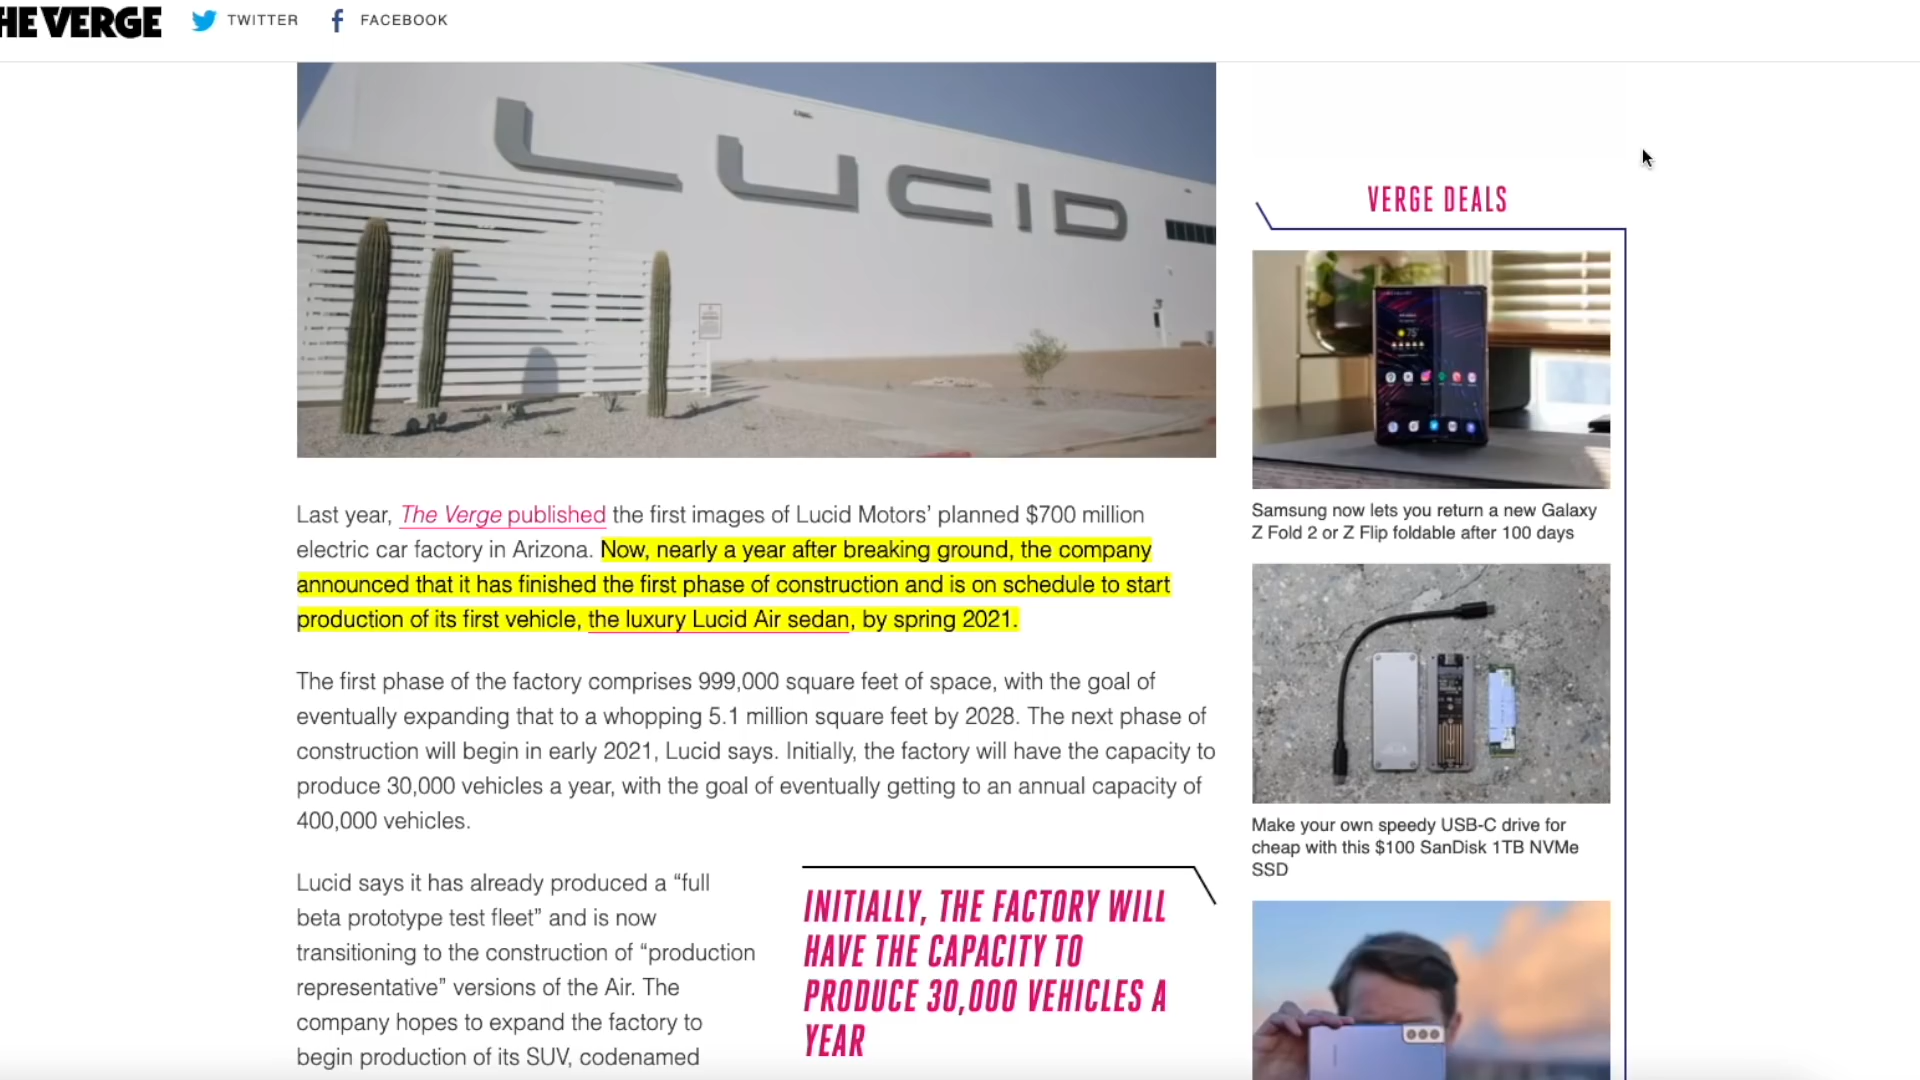 THE VERGE
TWITTER
FACEBOOK
LUCID
Last year, The Verge published the first images of Lucid Motors’ planned $700 million
electric car factory in Arizona. Now, nearly a year after breaking ground, the company
announced that it has finished the first phase of construction and is on schedule to start
production of its first vehicle, the luxury Lucid Air sedan, by spring 2021.
The first phase of the factory comprises 999,000 square feet of space, with the goal of
eventually expanding that to a whopping 5.1 million square feet by 2028. The next phase of
construction will begin in early 2021, Lucid says. Initially, the factory will have the capacity to
produce 30,000 vehicles a year, with the goal of eventually getting to an annual capacity of
400,000 vehicles.
Lucid says it has already produced a “full
beta prototype test fleet” and is now
transitioning to the construction of “production
representative” versions of the Air. The
company hopes to expand the factory to
begin production of its SUV, codenamed
INITIALLY, THE FACTORY WILL
HAVE THE CAPACITY TO
PRODUCE 30,000 VEHICLES A
YEAR
VERGE DEALS
Samsung now lets you return a new Galaxy
Z Fold 2 or Z Flip foldable after 100 days
Make your own speedy USB-C drive for
cheap with this $100 SanDisk 1TB NVMe
SSD